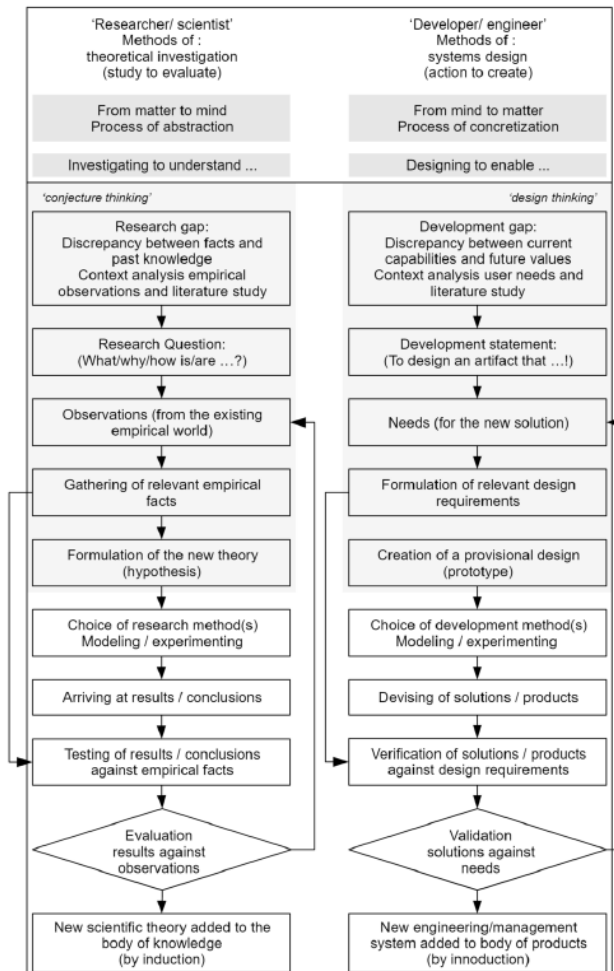 'Researcher/ scientist'
Methods of :
theoretical investigation
(study to evaluate)
From matter to mind
Process of abstraction
Investigating to understand ...
'conjecture thinking'
Research gap:
Discrepancy between facts and
past knowledge
Context analysis empirical
observations and literature study
Research Question:
(What/why/how is/are ...?)
Observations (from the existing
empirical world)
Gathering of relevant empirical
facts
Formulation of the new theory
(hypothesis)
Choice of research method(s)
Modeling / experimenting
Arriving at results / conclusions
Testing of results / conclusions
against empirical facts
Evaluation
results against
observations
New scientific theory added to the
body of knowledge
(by induction)
'Developer/ engineer'
Methods of :
systems design
(action to create)
From mind to matter
Process of concretization
Designing to enable ...
'design thinking'
Development gap:
Discrepancy between current
capabilities and future values
Context analysis user needs and
literature study
Development statement:
(To design an artifact that ...!)
Needs (for the new solution)
Formulation of relevant design
requirements
Creation of a provisional design
(prototype)
Choice of development method(s)
Modeling / experimenting
Devising of solutions / products
Verification of solutions / products
against design requirements
Validation
solutions against
needs
New engineering/management
system added to body of products
(by innoduction)